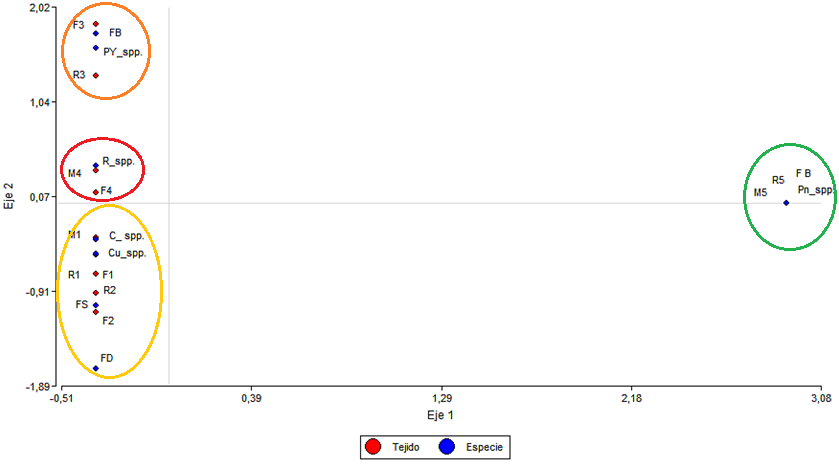 2,02
F3
FB
PY_spp.
R3
1,04
R_spp.
M4
F4
0,07
Eje 2
F B
R5
Pn_spp.
M5
M1
C_ spp.
Cu_spp.
R1
F1
R2
-0,91
FS
F2
FD
-1,89
-0,51
0,39
1,29
2,18
3,08
Eje 1
Tejido
Especie